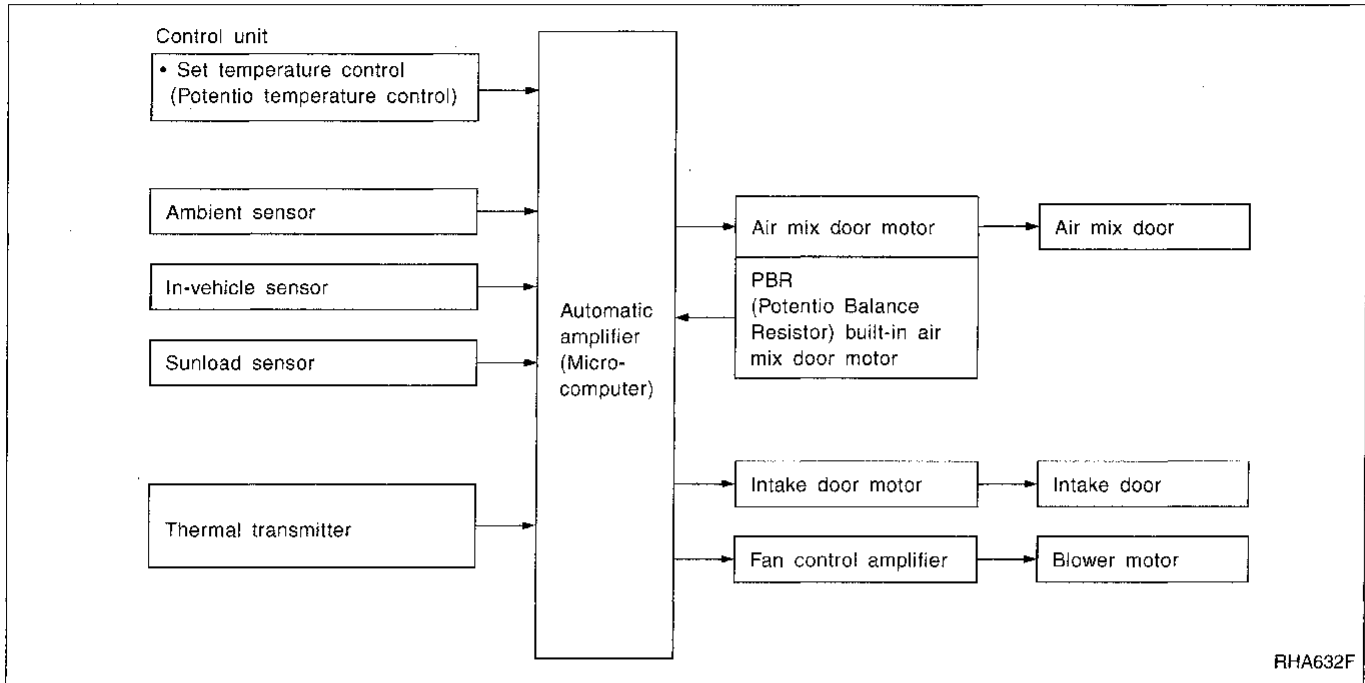 Control unit
• Set temperature control
(Potentio temperature control)
Ambient sensor
In-vehicle sensor
Sunload sensor
Thermal transmitter
Automatic
amplifier
(Micro-
computer)
Air mix door motor
PBR
(Potentio Balance
Resistor) built-in air
mix door motor
Air mix door
Intake door motor
Intake door
Fan control amplifier
Blower motor
RHA632F